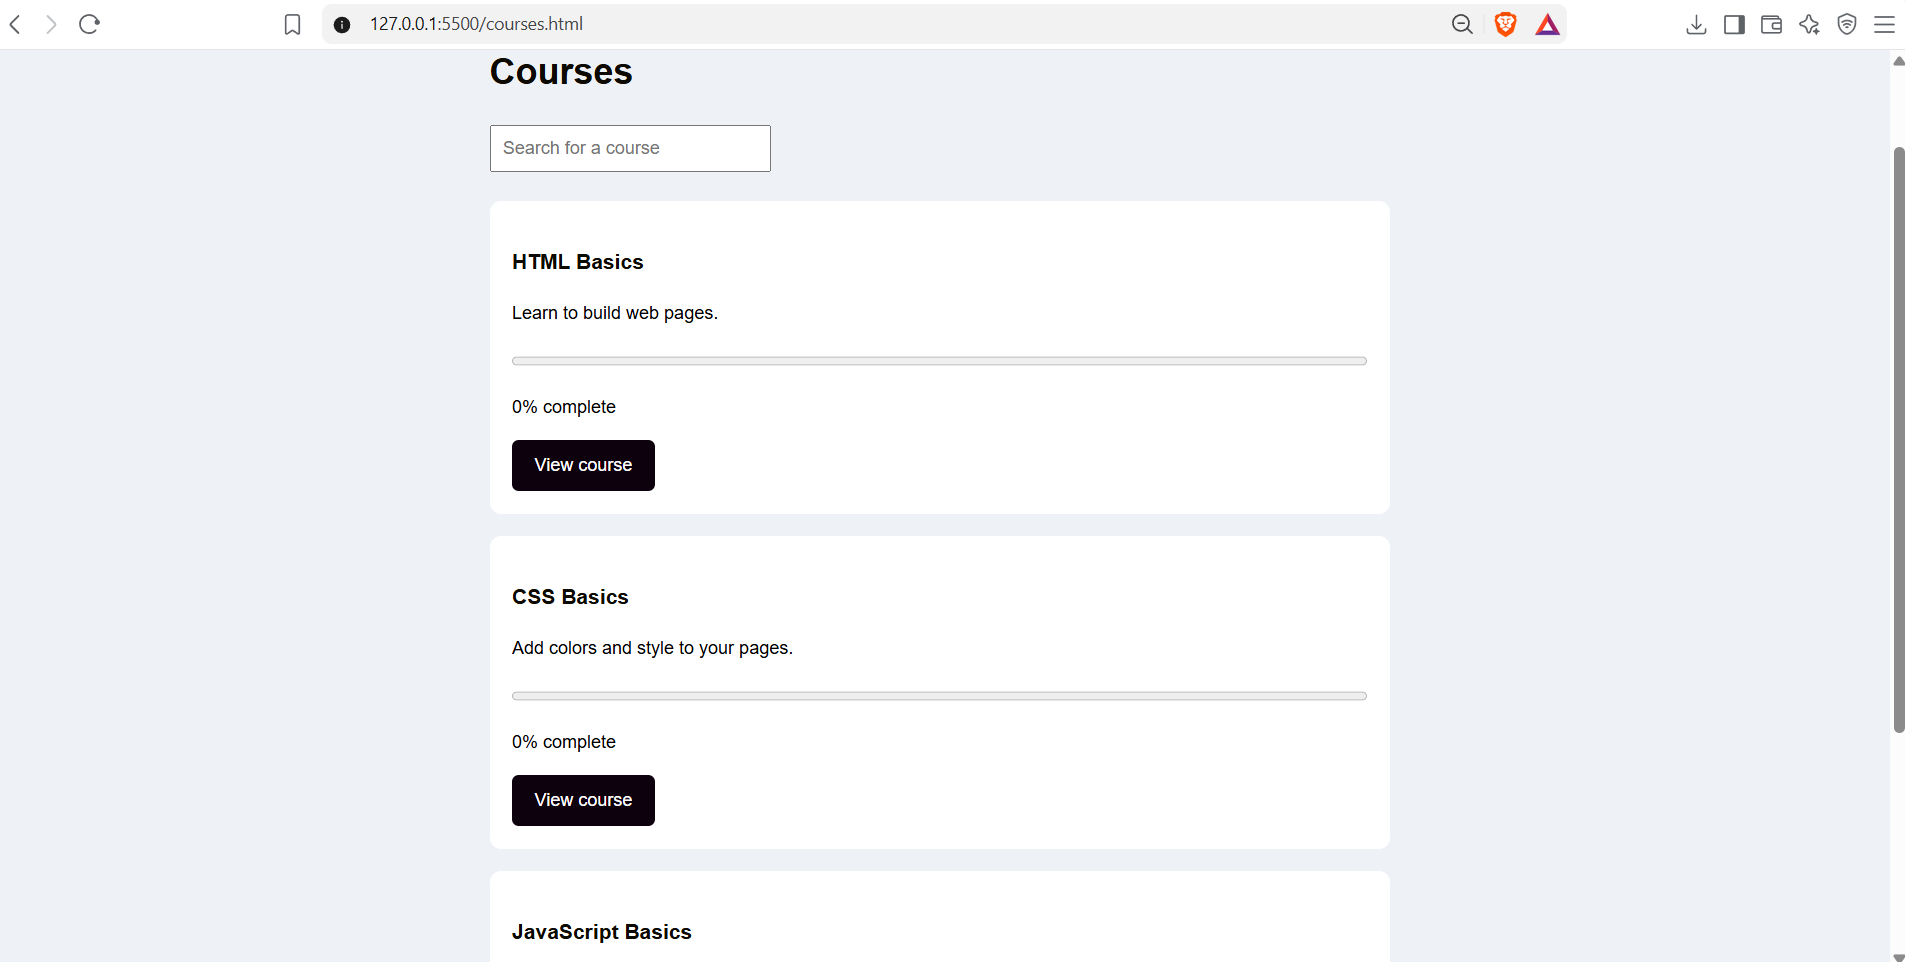 127.0.0.1:5500/courses.html
Courses
Search for a course
HTML Basics
Learn to build web pages.
0% complete
View course
CSS Basics
Add colors and style to your pages.
0% complete
View course
JavaScript Basics